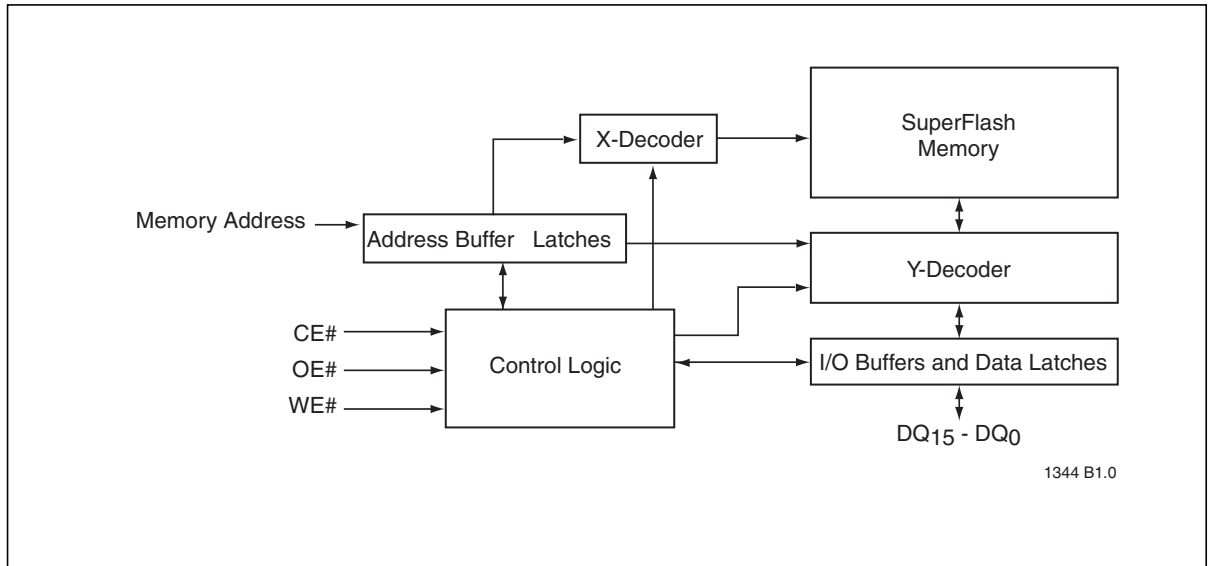 SuperFlash
Memory
X-Decoder
Memory Address
Address Buffer Latches
Y-Decoder
CE#
OE#
WE#
Control Logic
I/O Buffers and Data Latches
DQ15 - DQ0
1344 B1.0